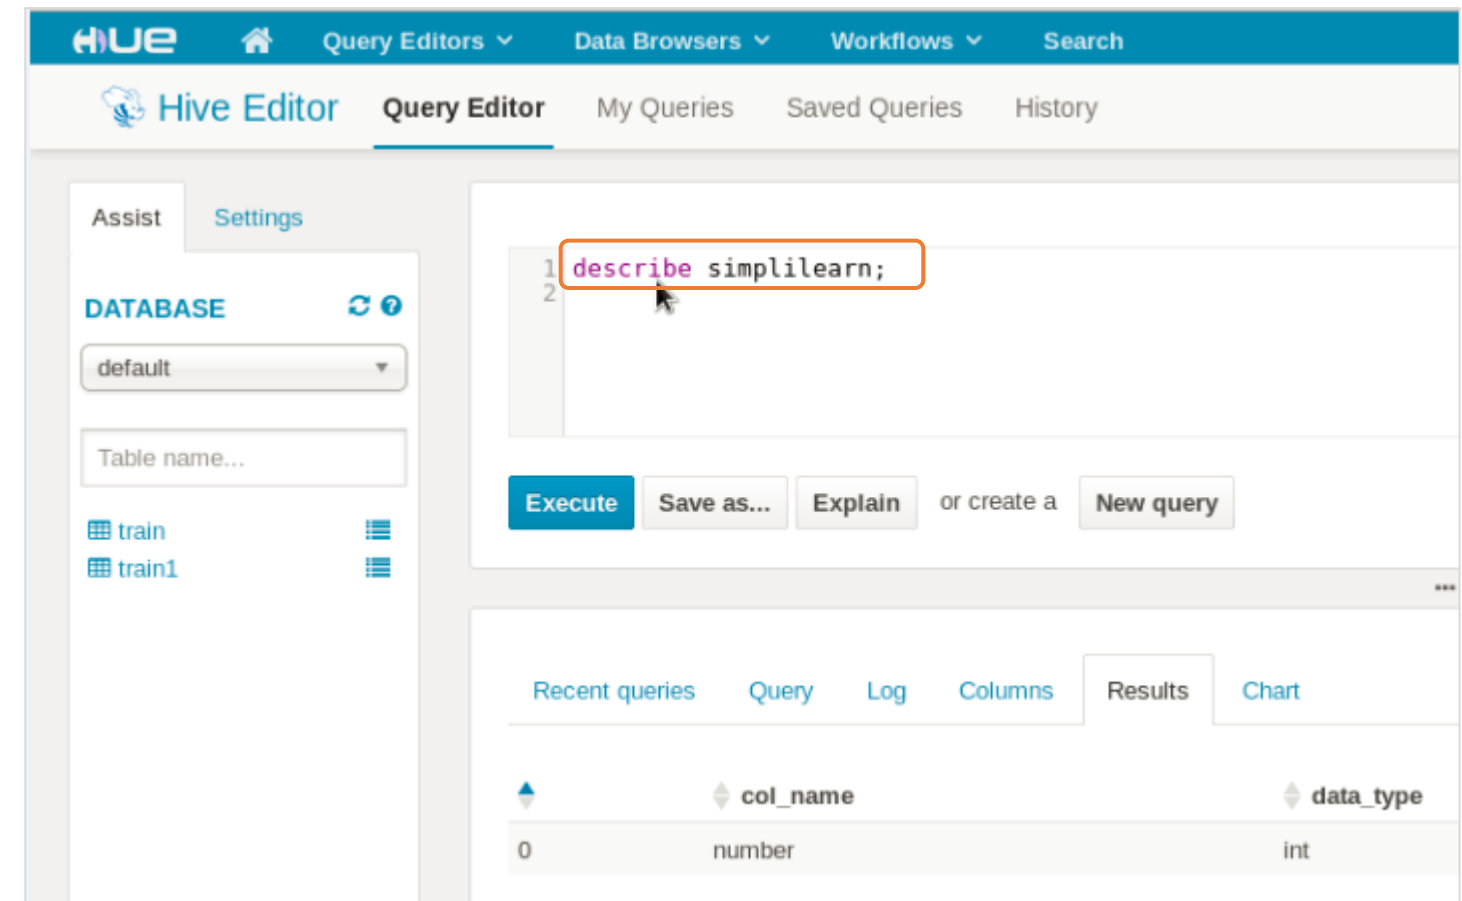 HUE Query Editors Data Browsers Workflows Search
Hive Editor Query Editor My Queries Saved Queries History
Assist Settings
1 describe simplilearn;
2
DATABASE
default
Table name...
train
train1
Execute Save as... Explain or create a New query
Recent queries Query Log Columns Results Chart
col_name data_type
0 number int